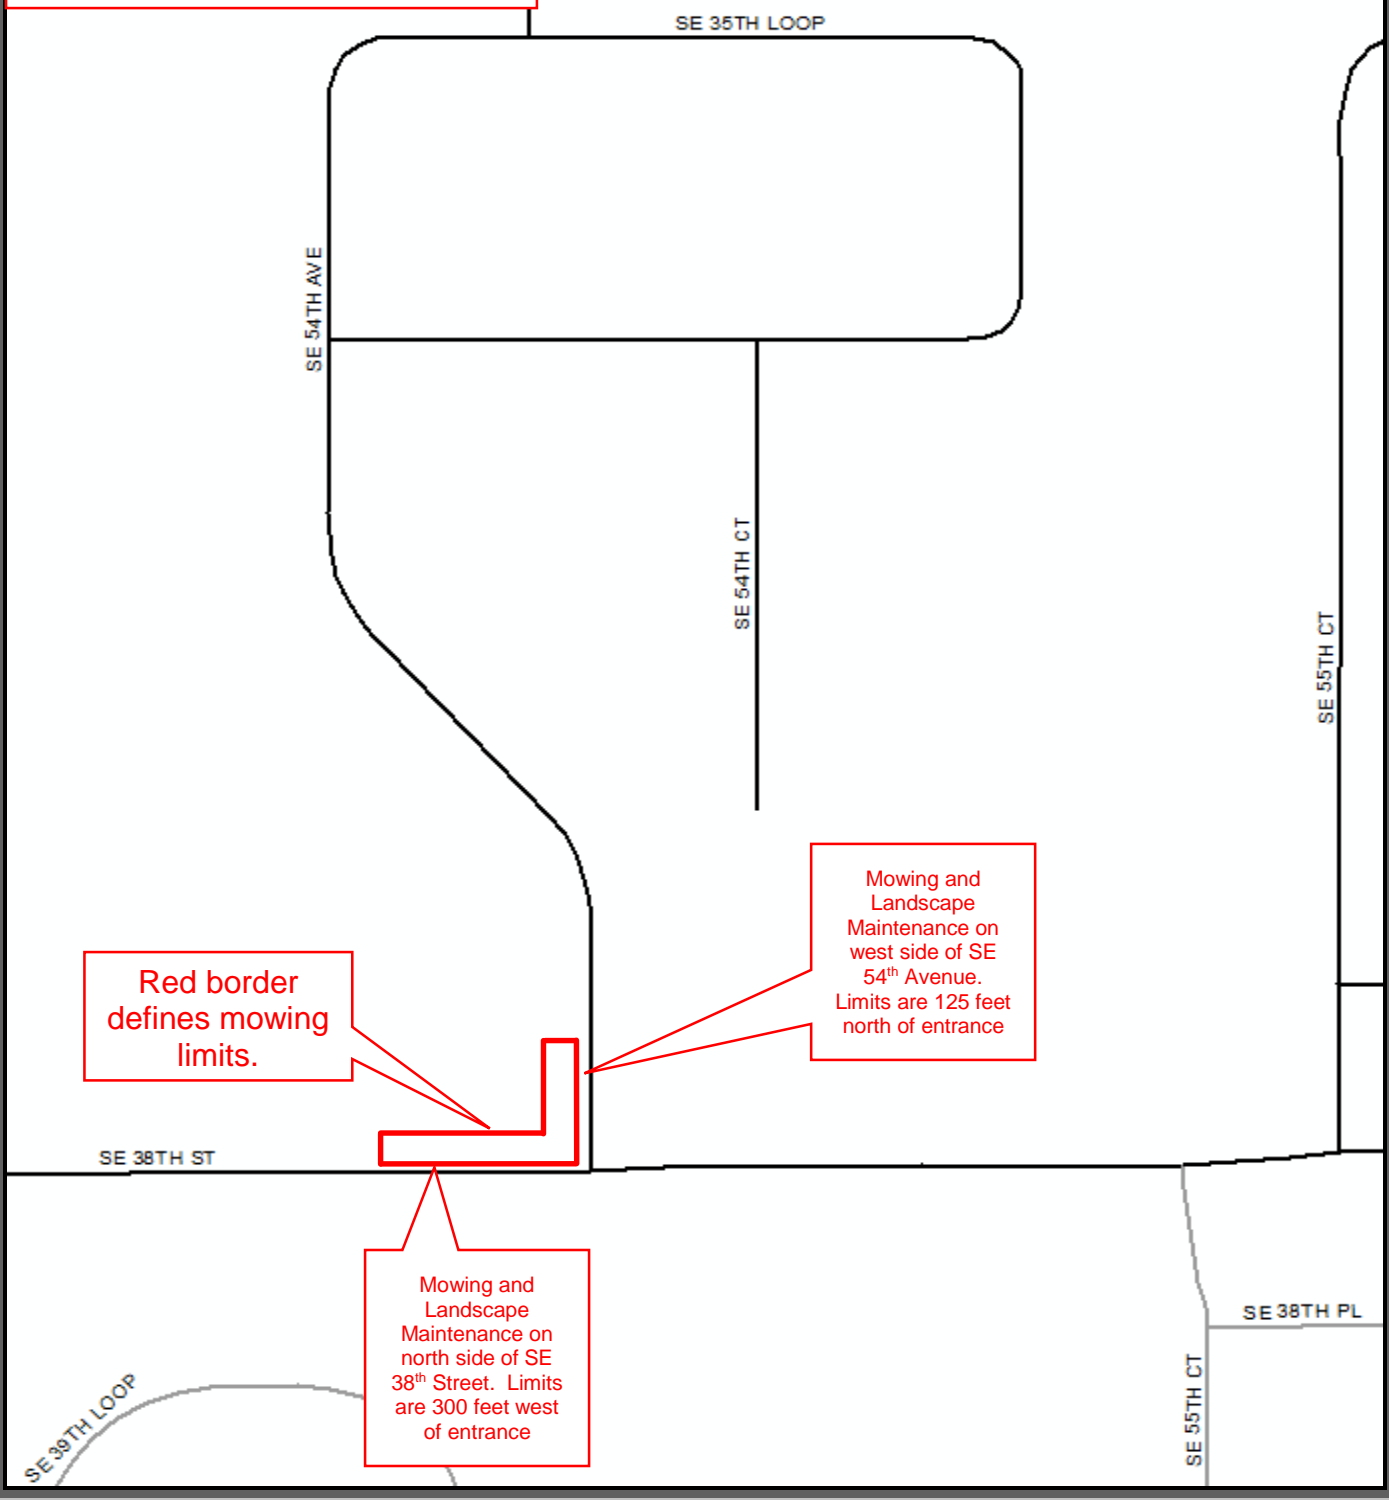 SE 35TH LOOP
SE 54TH AVE
SE 54TH CT
SE 55TH CT
Mowing and
Landscape
Maintenance on
west side of SE
54th Avenue.
Limits are 125 feet
north of entrance
Red border
defines mowing
limits.
SE 38TH ST
Mowing and
Landscape
Maintenance on
north side of SE
38th Street.  Limits
are 300 feet west
of entrance
SE 38TH PL
SE 55TH CT
SE 39TH LOOP